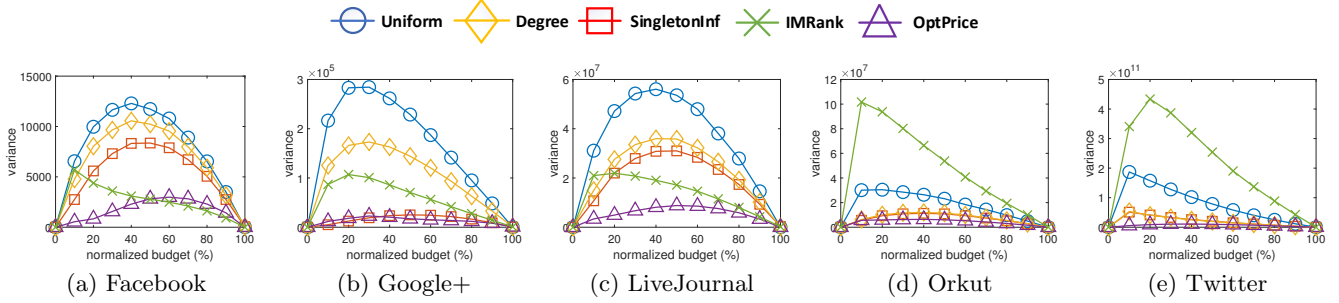 Uniform Degree SingletonInf IMRank OptPrice
15000
10000
5000
0
variance
0 20 40 60 80 100
normalized budget (%)
(a) Facebook
×10^5
3
2
1
0
variance
0 20 40 60 80 100
normalized budget (%)
(b) Google+
×10^7
6
4
2
0
variance
0 20 40 60 80 100
normalized budget (%)
(c) LiveJournal
×10^7
12
10
8
6
4
2
0
variance
0 20 40 60 80 100
normalized budget (%)
(d) Orkut
×10^11
5
4
3
2
1
0
variance
0 20 40 60 80 100
normalized budget (%)
(e) Twitter